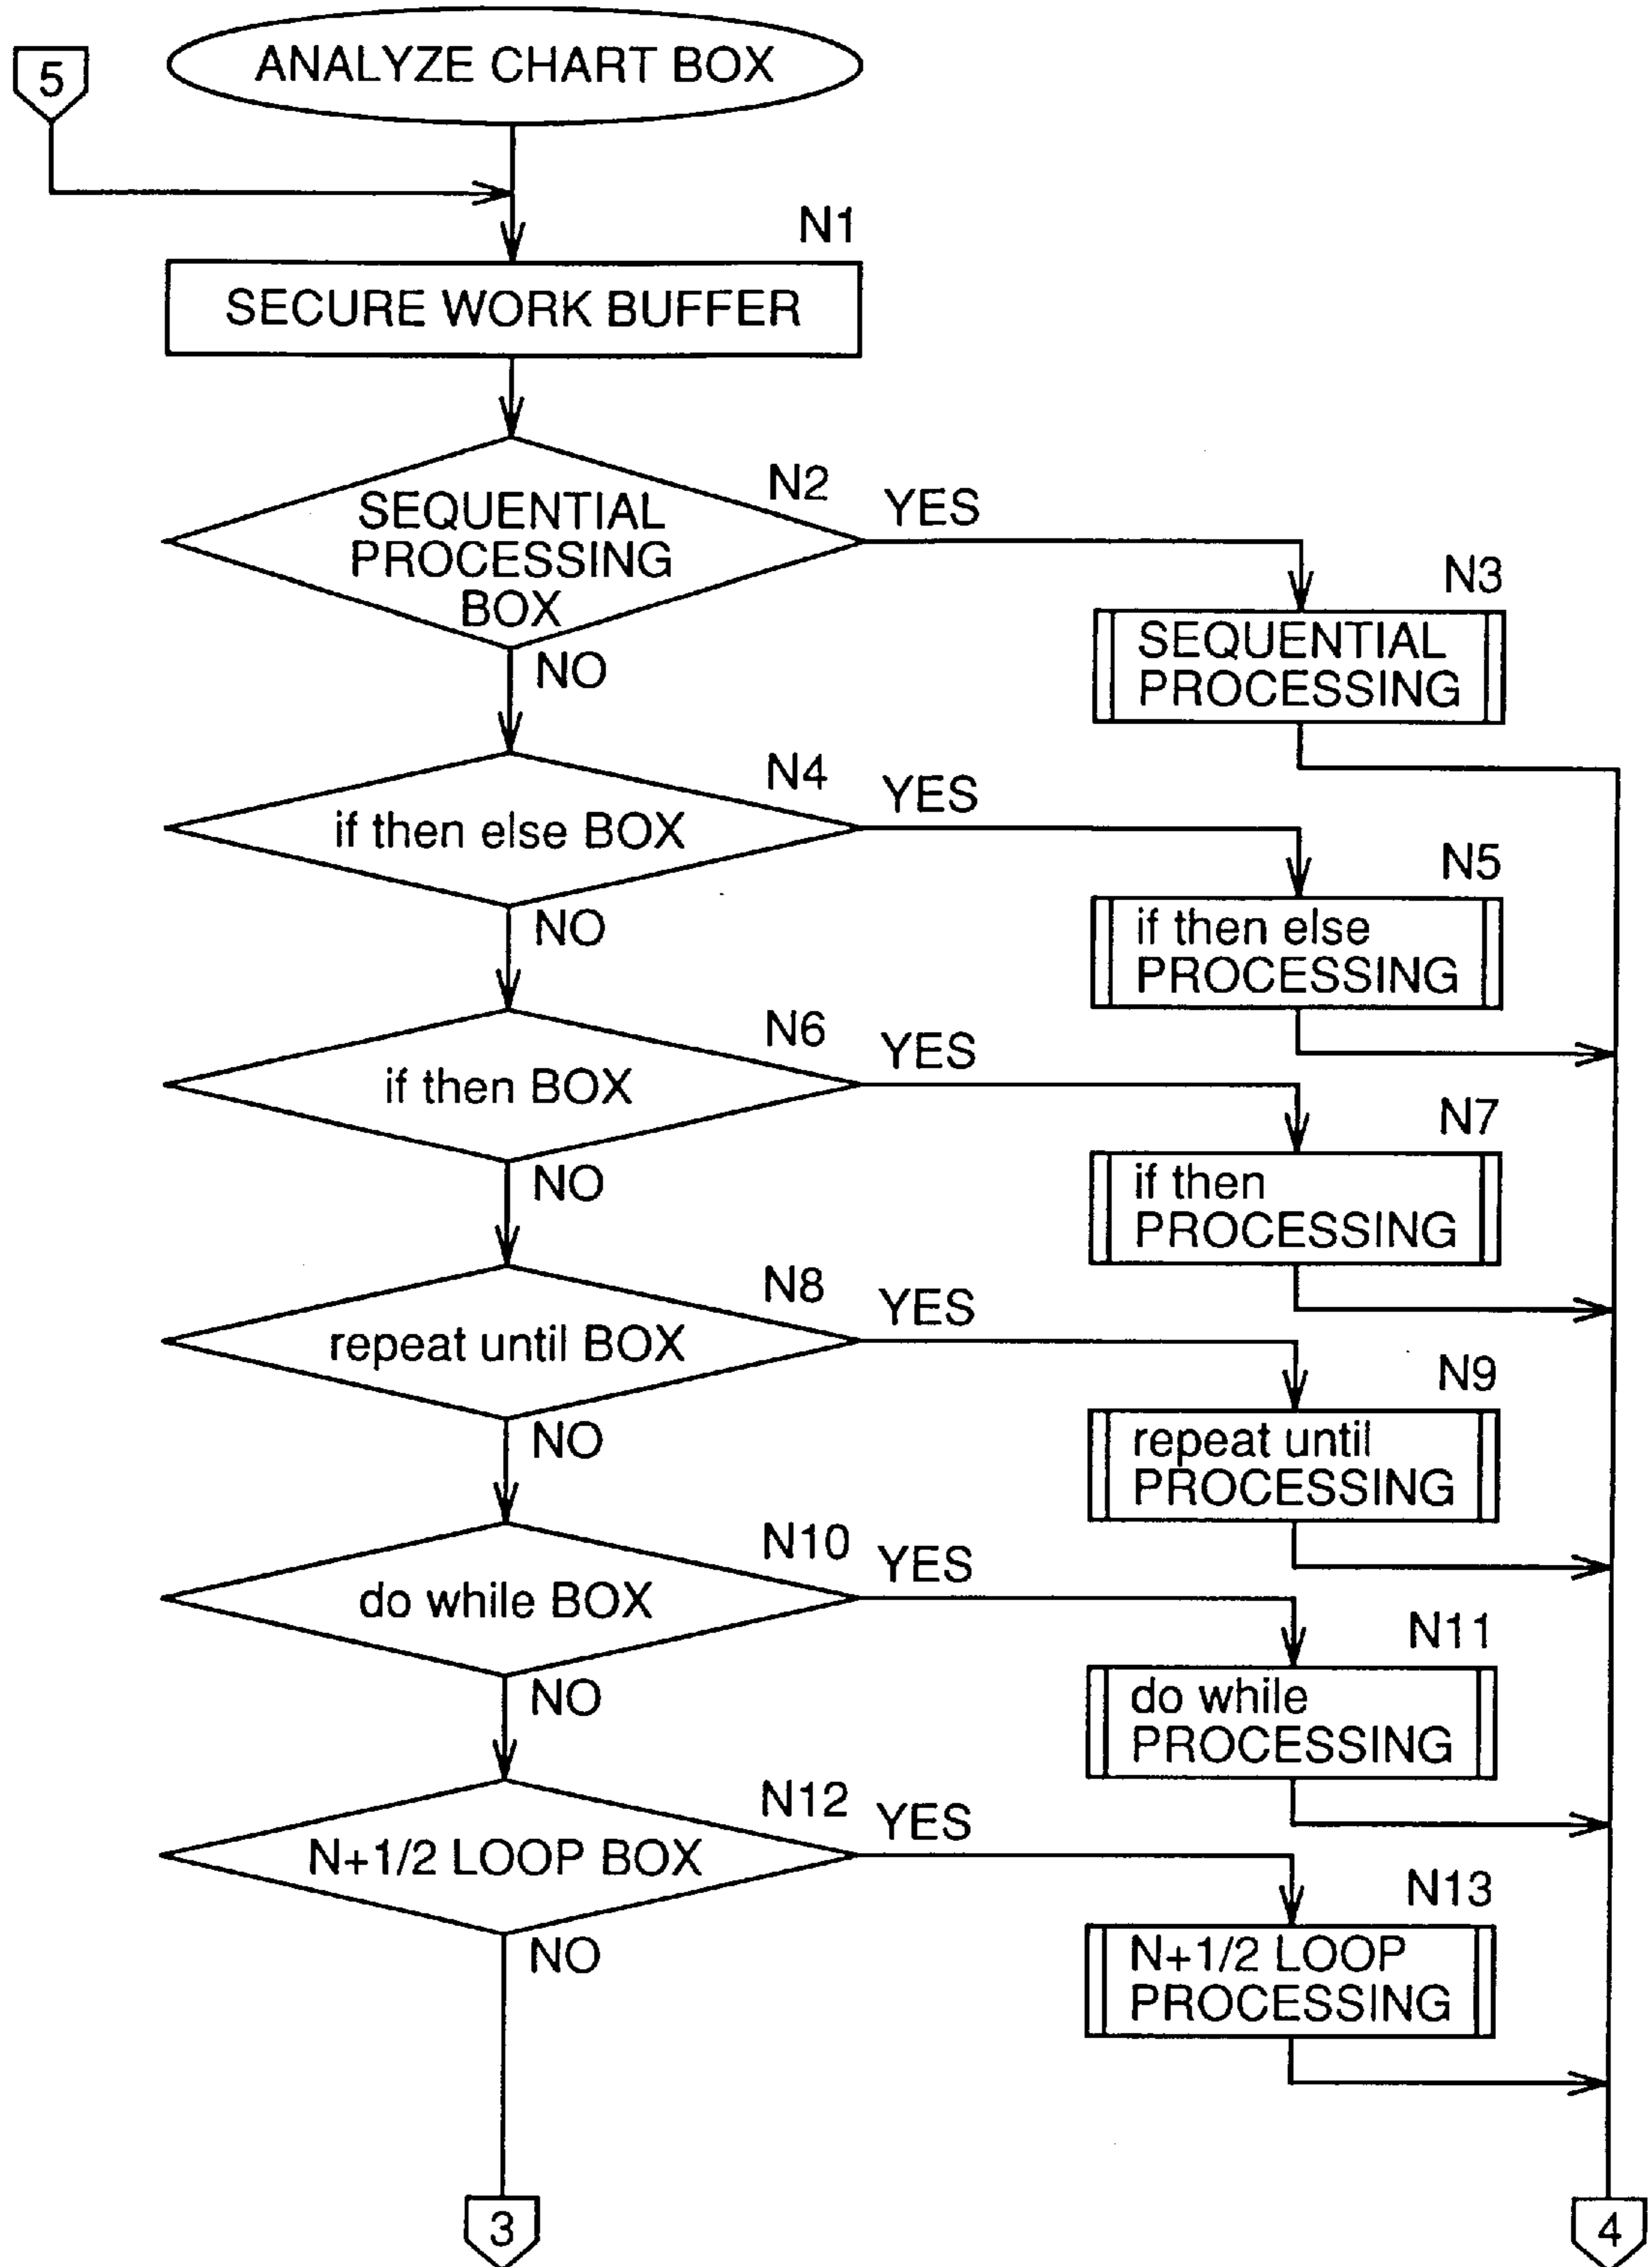 5
ANALYZE CHART BOX
N1
SECURE WORK BUFFER
N2
YES
SEQUENTIAL
PROCESSING
BOX
NO
N3
SEQUENTIAL
PROCESSING
N4
YES
if then else BOX
NO
N5
if then else
PROCESSING
N6
YES
if then BOX
NO
N7
if then
PROCESSING
N8
YES
repeat until BOX
NO
N9
repeat until
PROCESSING
N10
YES
do while BOX
NO
N11
do while
PROCESSING
N12
YES
N+1/2 LOOP BOX
NO
N13
N+1/2 LOOP
PROCESSING
3
4